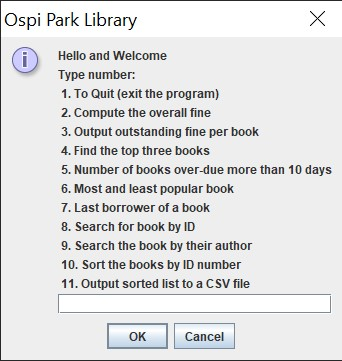 Ospi Park Library
Hello and Welcome
Type number:
1. To Quit (exit the program)
2. Compute the overall fine
3. Output outstanding fine per book
4. Find the top three books
5. Number of books over-due more than 10 days
6. Most and least popular book
7. Last borrower of a book
8. Search for book by ID
9. Search the book by their author
10. Sort the books by ID number
11. Output sorted list to a CSV file
OK Cancel